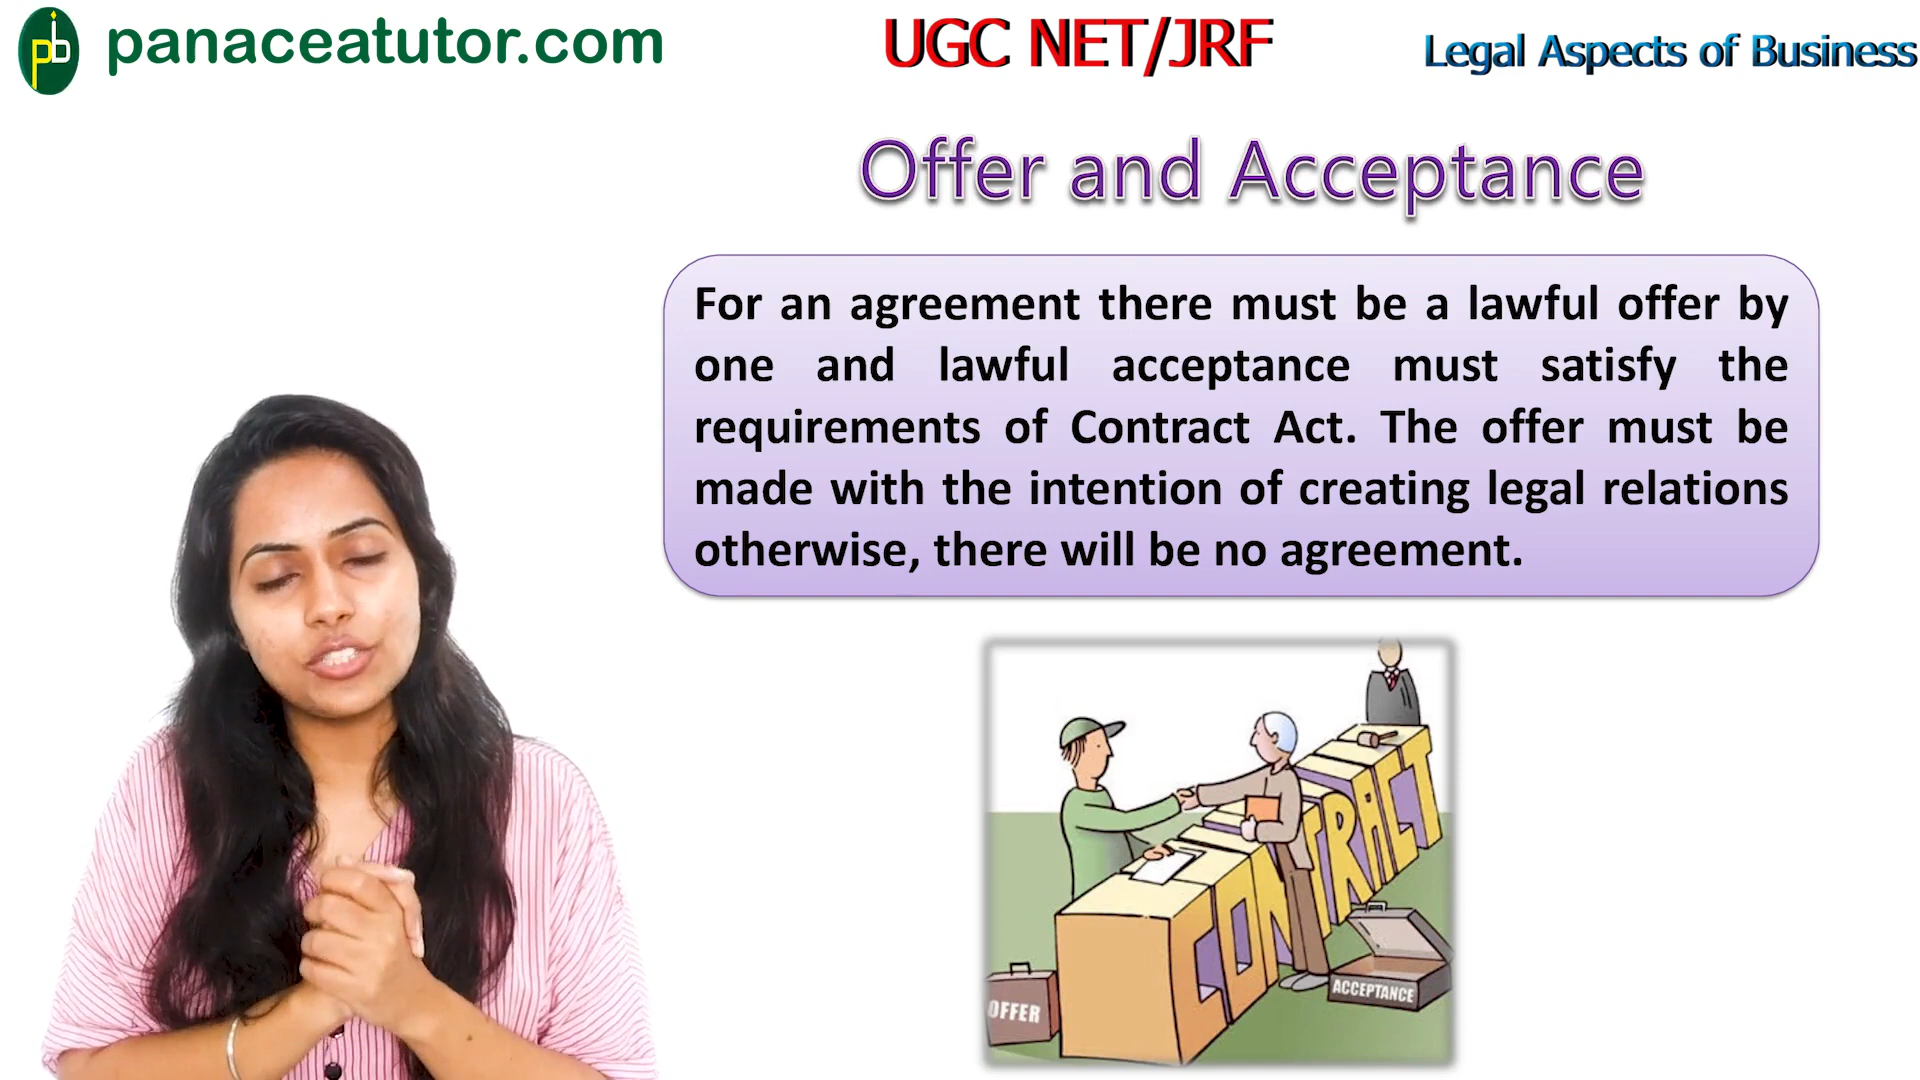 pb panaceatutor.com
UGC NET/JRF
Legal Aspects of Business
Offer and Acceptance
For an agreement there must be a lawful offer by
one and lawful acceptance must satisfy the
requirements of Contract Act. The offer must be
made with the intention of creating legal relations
otherwise, there will be no agreement.
CONTRACT
OFFER
ACCEPTANCE